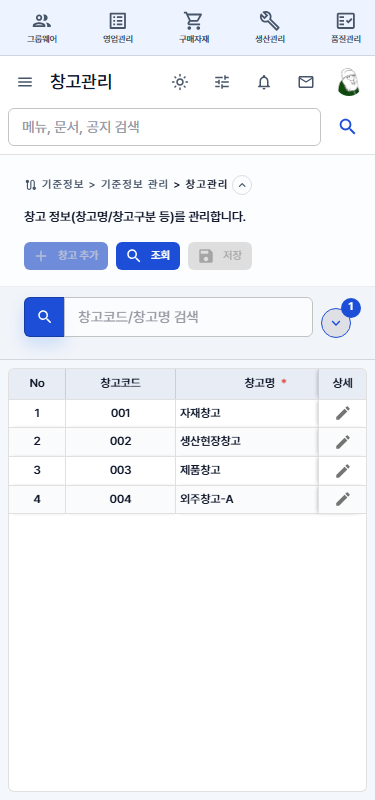 그룹웨어 영업관리 구매자재 생산관리 품질관리
창고관리
메뉴, 문서, 공지 검색
기준정보 > 기준정보 관리 > 창고관리
창고 정보(창고명/창고구분 등)를 관리합니다.
창고 추가 조회 저장
창고코드/창고명 검색
1
No 창고코드 창고명 * 상세
1 001 자재창고
2 002 생산현장창고
3 003 제품창고
4 004 외주창고-A